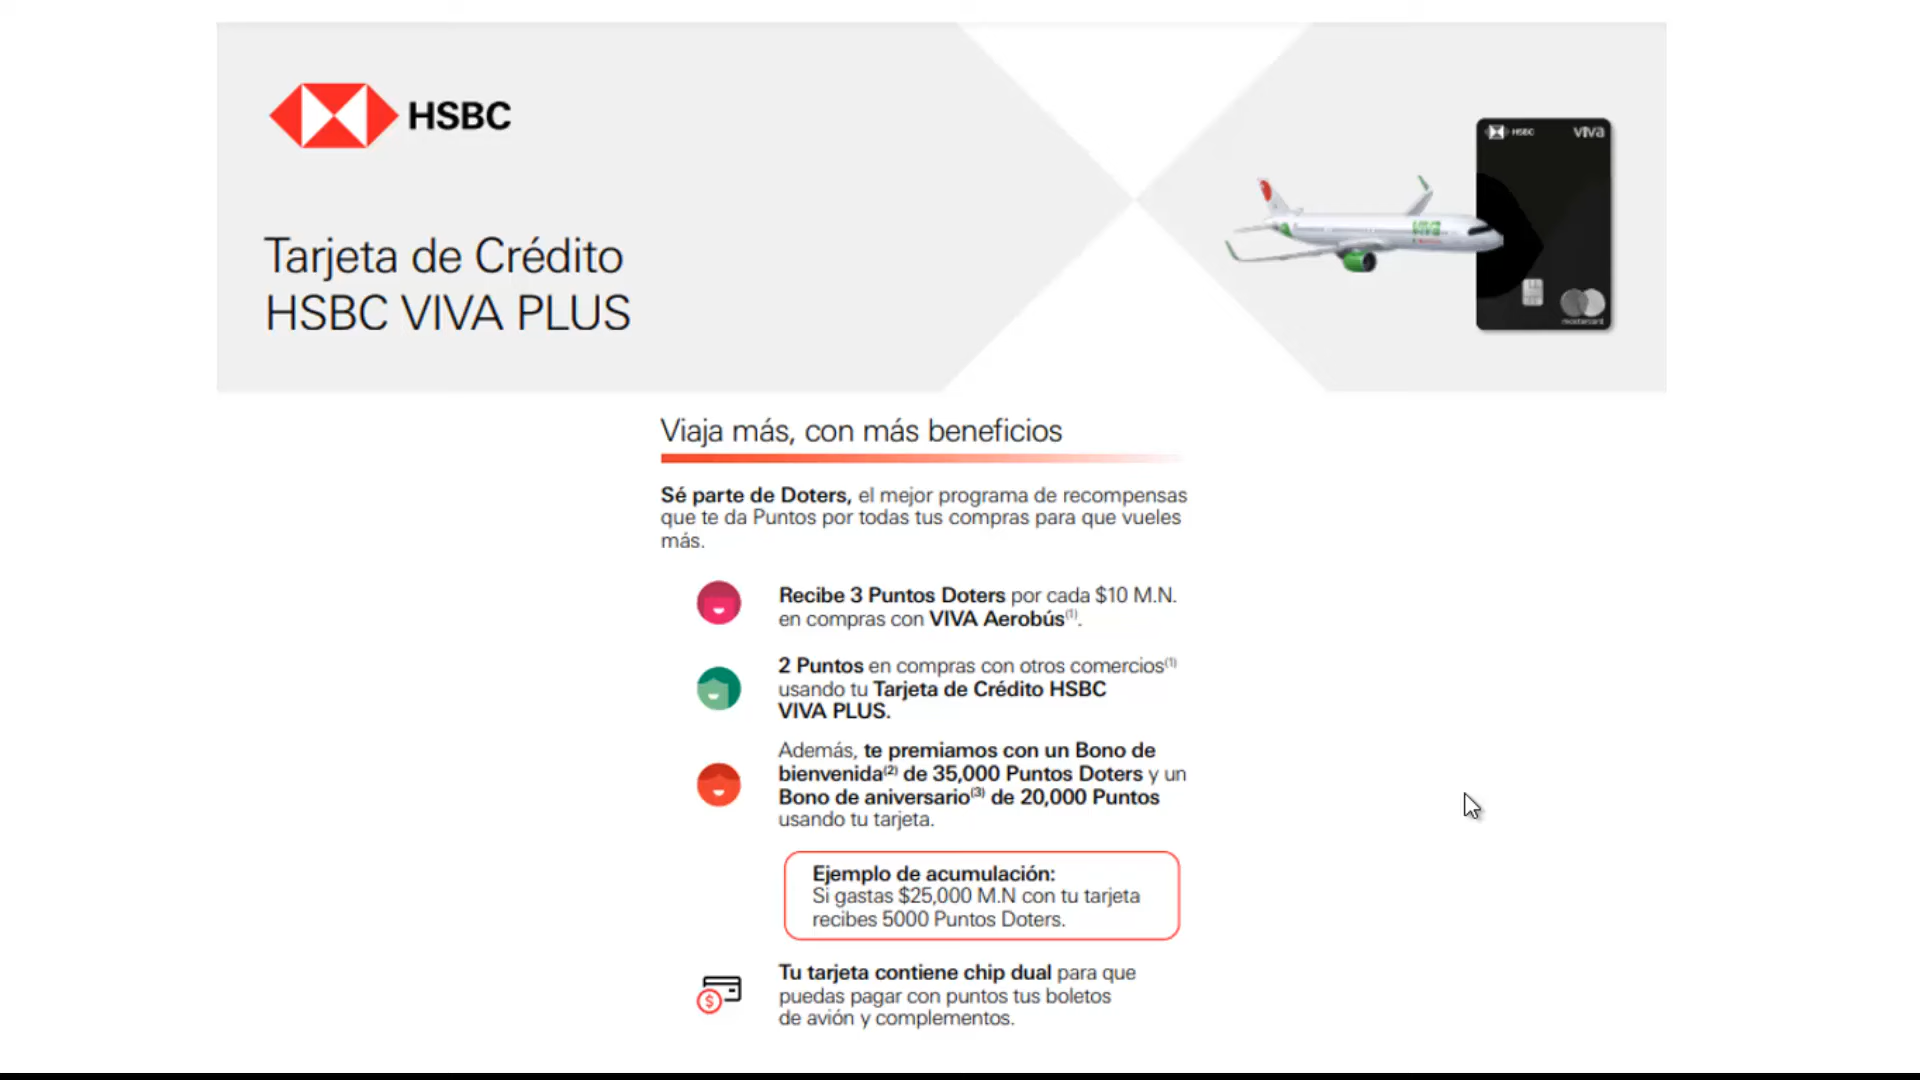 HSBC
HSBC
VIVA
viva
mastercard
Tarjeta de Crédito
HSBC VIVA PLUS
Viaja más, con más beneficios
Sé parte de Doters, el mejor programa de recompensas
que te da Puntos por todas tus compras para que vueles
más.
Recibe 3 Puntos Doters por cada $10 M.N.
en compras con VIVA Aerobús(1).
2 Puntos en compras con otros comercios(1)
usando tu Tarjeta de Crédito HSBC
VIVA PLUS.
Además, te premiamos con un Bono de
bienvenida(2) de 35,000 Puntos Doters y un
Bono de aniversario(3) de 20,000 Puntos
usando tu tarjeta.
Ejemplo de acumulación:
Si gastas $25,000 M.N con tu tarjeta
recibes 5000 Puntos Doters.
$
Tu tarjeta contiene chip dual para que
puedas pagar con puntos tus boletos
de avión y complementos.